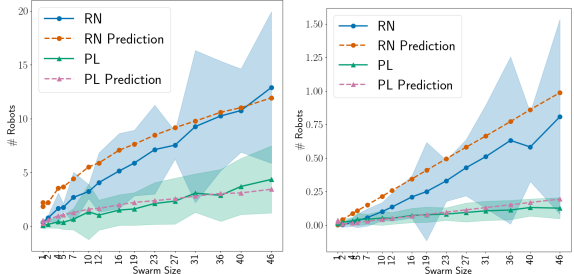 RN
RN Prediction
PL
PL Prediction
# Robots
20
15
10
5
0
1 2 4 5 7 10 12 16 19 23 27 31 36 40 46
Swarm Size
RN
RN Prediction
PL
PL Prediction
# Robots
1.50
1.25
1.00
0.75
0.50
0.25
0.00
1 2 4 5 7 10 12 16 19 23 27 31 36 40 46
Swarm Size